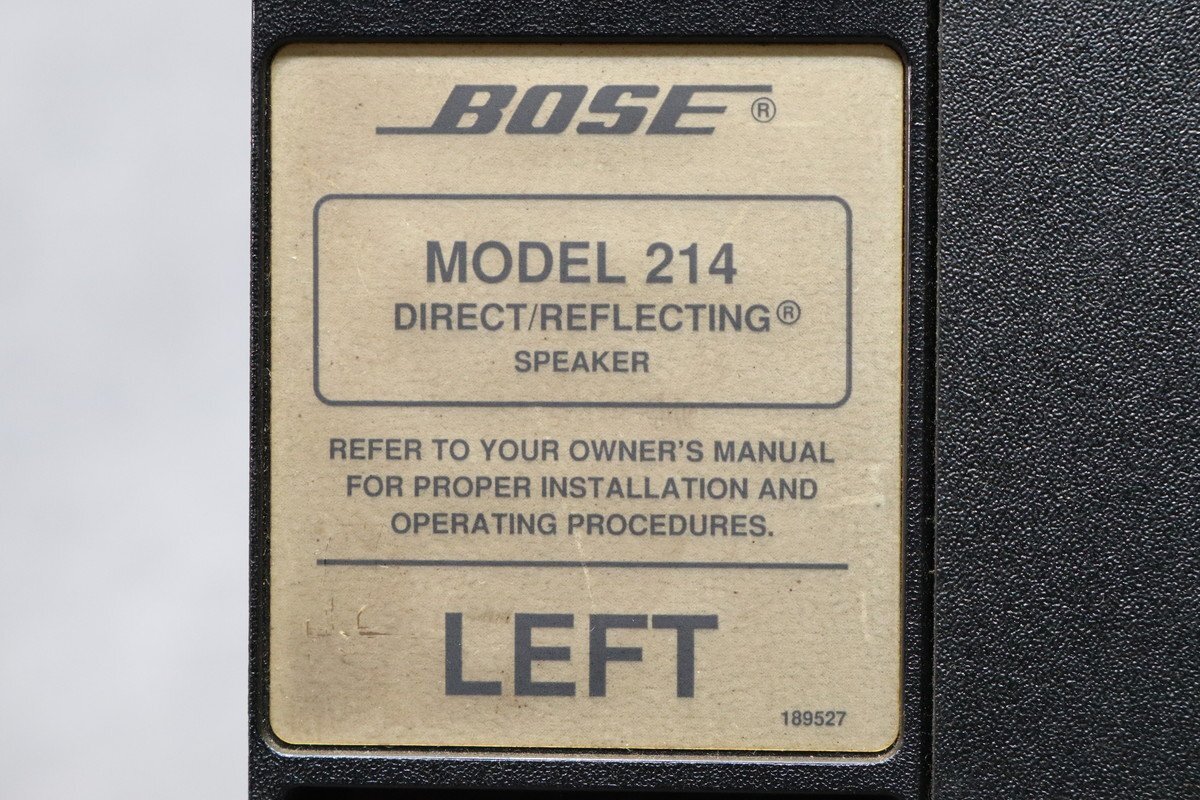 BOSE®
MODEL 214
DIRECT/REFLECTING®
SPEAKER
REFER TO YOUR OWNER'S MANUAL
FOR PROPER INSTALLATION AND
OPERATING PROCEDURES.
LEFT
189527